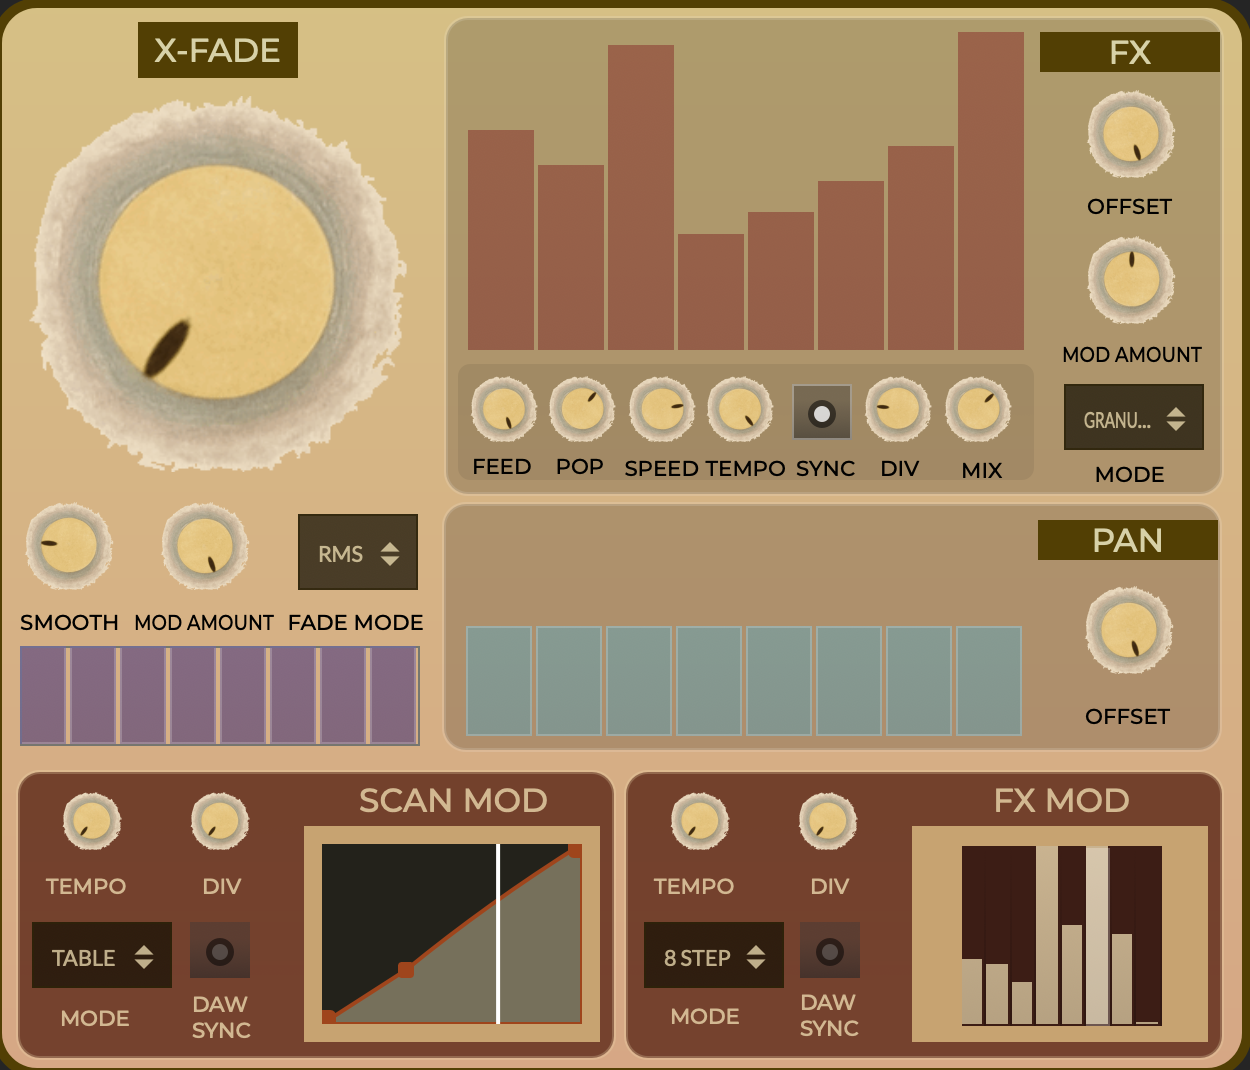 X-FADE
SMOOTH MOD AMOUNT FADE MODE
RMS
FX
OFFSET
MOD AMOUNT
GRANU...
MODE
FEED POP SPEED TEMPO SYNC DIV MIX
PAN
OFFSET
SCAN MOD
TEMPO DIV
TABLE
MODE
DAW
SYNC
FX MOD
TEMPO DIV
8 STEP
MODE
DAW
SYNC